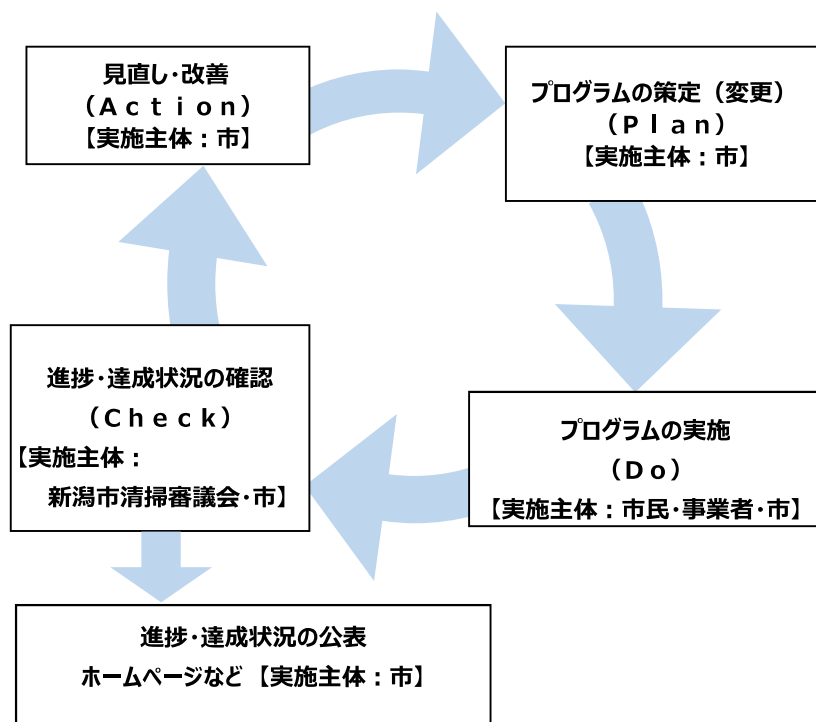 見直し・改善
（Ａｃｔｉｏｎ）
【実施主体：市】
プログラムの策定（変更）
（Ｐｌａｎ）
【実施主体：市】
プログラムの実施
（Ｄｏ）
【実施主体：市民・事業者・市】
進捗・達成状況の確認
（Ｃｈｅｃｋ）
【実施主体：
新潟市清掃審議会・市】
進捗・達成状況の公表
ホームページなど【実施主体：市】